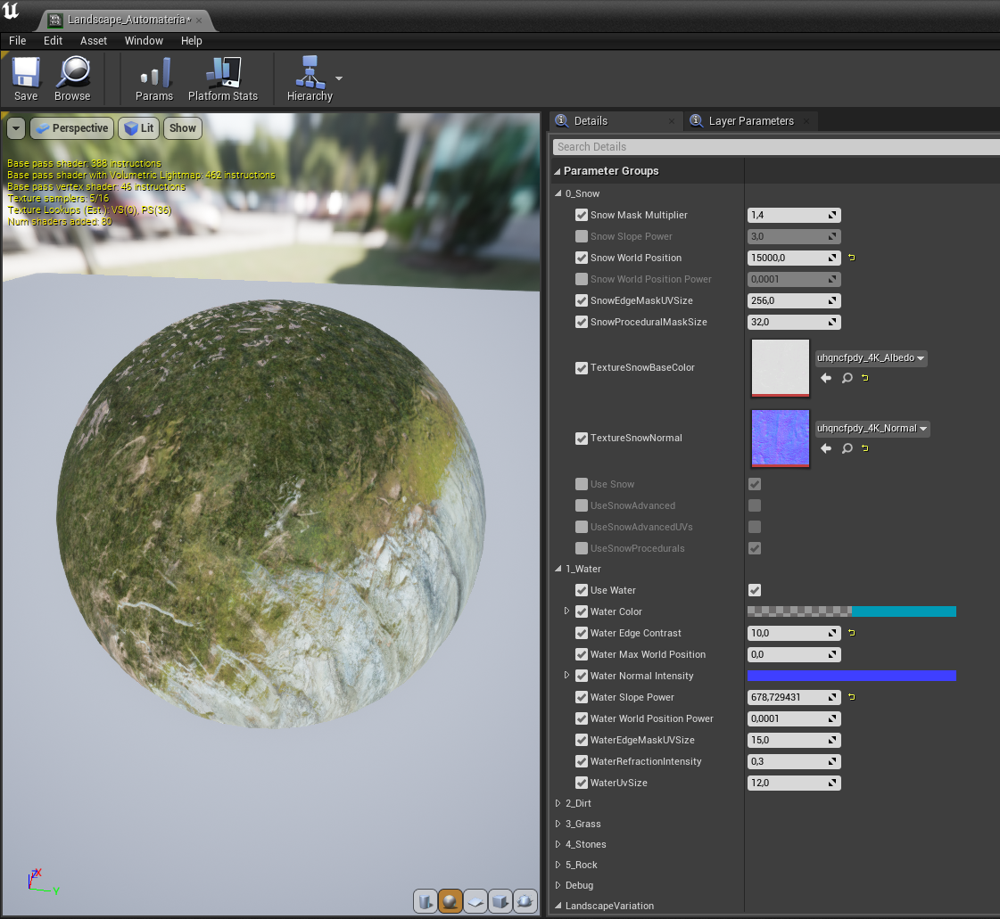 Landscape_Automateria*
File Edit Asset Window Help
Save Browse Params Platform Stats Hierarchy
Perspective Lit Show
Base pass shader: 388 instructions
Base pass shader with Volumetric Lightmap: 462 instructions
Base pass vertex shader: 46 instructions
Texture samplers: 5/16
Texture Lookups (Est.): VS(0), PS(36)
Num shaders added: 60
X
Z
Y
Details Layer Parameters
Search Details
Parameter Groups
0_Snow
Snow Mask Multiplier 1,4
Snow Slope Power 3,0
Snow World Position 15000,0
Snow World Position Power 0,0001
SnowEdgeMaskUVSize 256,0
SnowProceduralMaskSize 32,0
TextureSnowBaseColor uhqncfpdy_4K_Albedo
TextureSnowNormal uhqncfpdy_4K_Normal
Use Snow
UseSnowAdvanced
UseSnowAdvancedUVs
UseSnowProcedurals
1_Water
Use Water
Water Color
Water Edge Contrast 10,0
Water Max World Position 0,0
Water Normal Intensity
Water Slope Power 678,729431
Water World Position Power 0,0001
WaterEdgeMaskUVSize 15,0
WaterRefractionIntensity 0,3
WaterUvSize 12,0
2_Dirt
3_Grass
4_Stones
5_Rock
Debug
LandscapeVariation